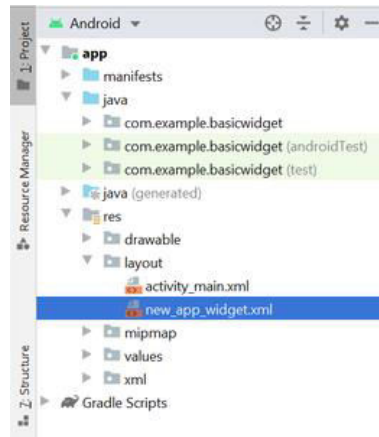 Android
app
manifests
java
com.example.basicwidget
com.example.basicwidget (androidTest)
com.example.basicwidget (test)
java (generated)
res
drawable
layout
activity_main.xml
new_app_widget.xml
mipmap
values
xml
Gradle Scripts
1: Project
Resource Manager
7: Structure